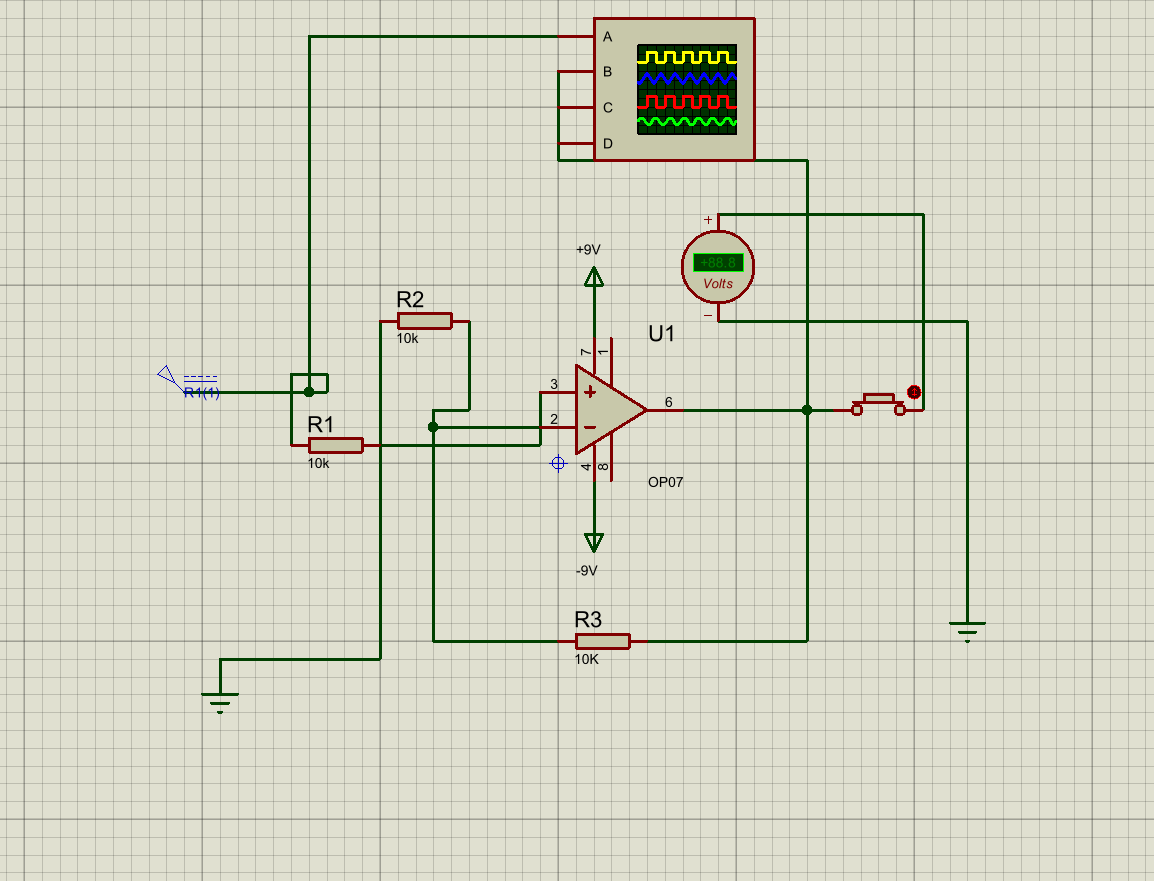 A
B
C
D
+
+88.8
Volts
+9V
R2
10k
U1
7
1
R1(1)
3
+
6
2
R1
10k
4
8
OP07
-9V
R3
10K